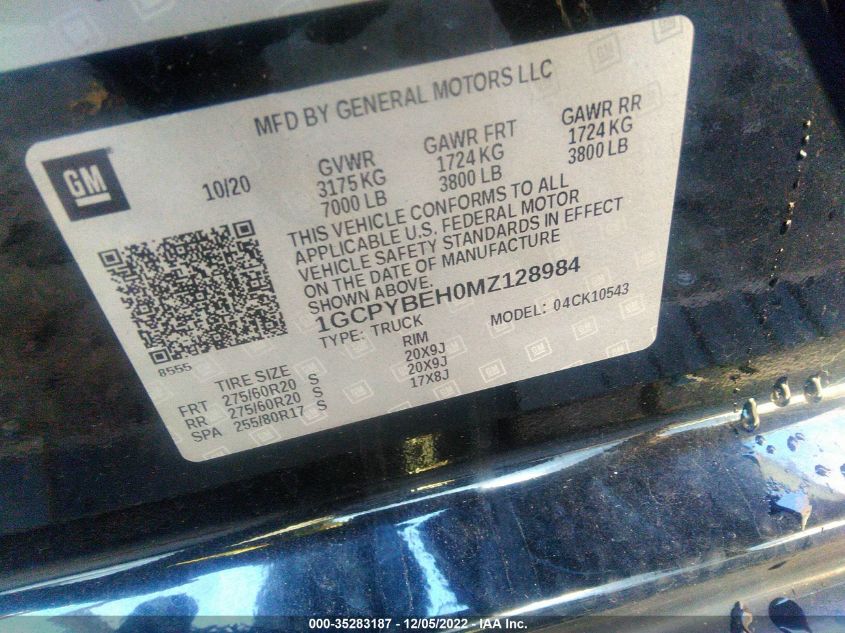 MFD BY GENERAL MOTORS LLC
GM
10/20
GVWR
3175 KG
7000 LB
GAWR FRT
1724 KG
3800 LB
GAWR RR
1724 KG
3800 LB
THIS VEHICLE CONFORMS TO ALL
APPLICABLE U.S. FEDERAL MOTOR
VEHICLE SAFETY STANDARDS IN EFFECT
ON THE DATE OF MANUFACTURE
SHOWN ABOVE.
1GCPYBEH0MZ128984
TYPE: TRUCK MODEL: 04CK10543
8555
TIRE SIZE RIM
FRT 275/60R20 S 20X9J
RR 275/60R20 S 20X9J
SPA 255/80R17 S 17X8J
000-35283187 - 12/05/2022 - IAA Inc.